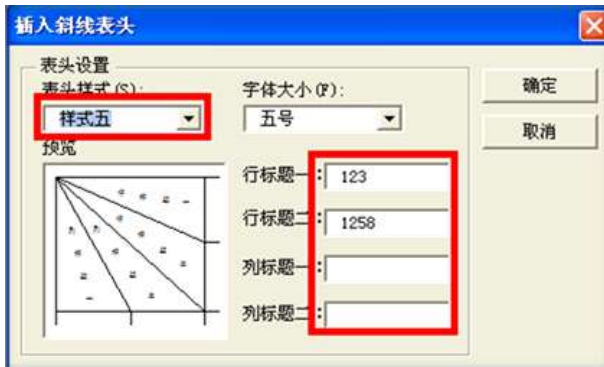 插入斜线表头
表头设置
表头样式(S):
字体大小(F):
样式五
五号
预览
行标题一:
123
行标题二:
1258
列标题一:
列标题二:
确定
取消